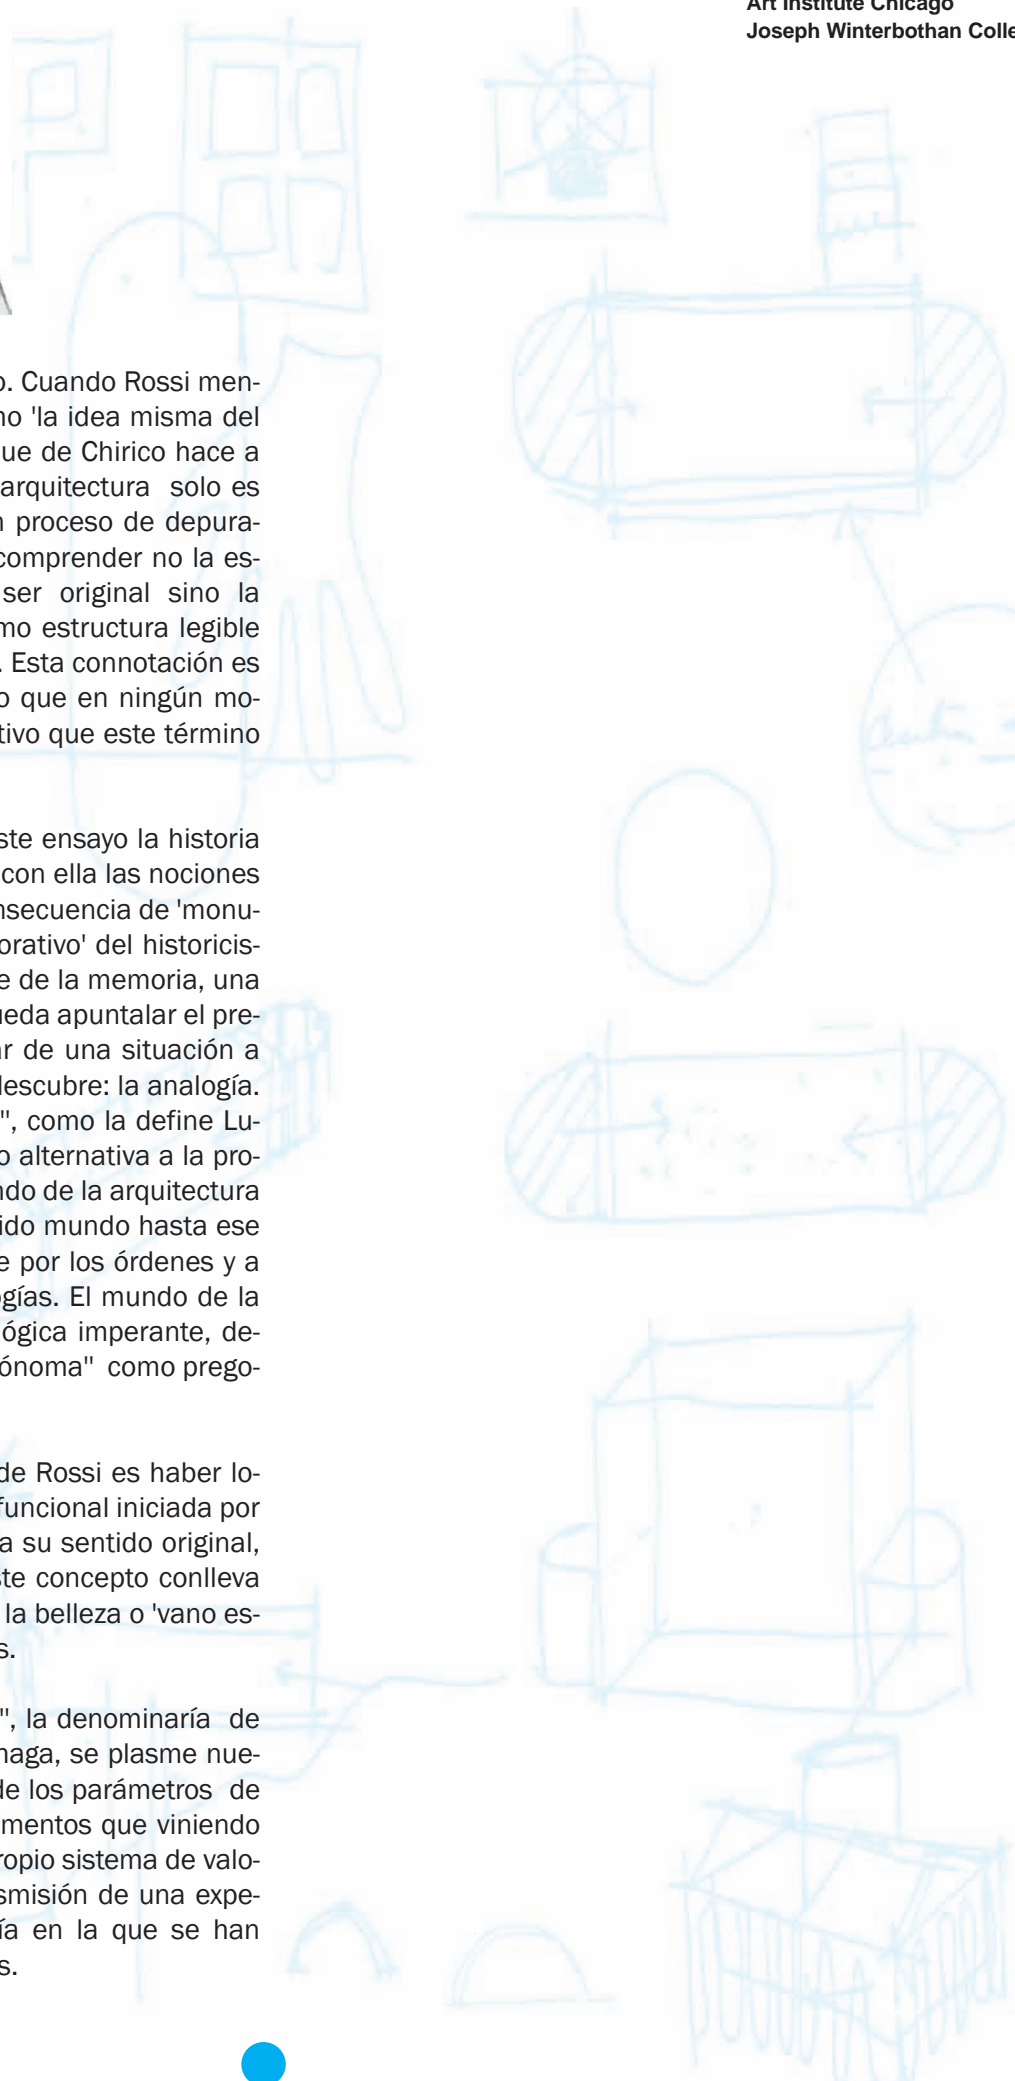 Art Institute Chicago
Joseph Winterbothan Colle
o. Cuando Rossi men-
no 'la idea misma del
ue de Chirico hace a
arquitectura solo es
n proceso de depura-
comprender no la es-
ser original sino la
mo estructura legible
. Esta connotación es
o que en ningún mo-
tivo que este término
ste ensayo la historia
con ella las nociones
nsecuencia de 'monu-
orativo' del historicis-
e de la memoria, una
ueda apuntalar el pre-
ar de una situación a
descubre: la analogía.
", como la define Lu-
o alternativa a la pro-
ndo de la arquitectura
ido mundo hasta ese
e por los órdenes y a
ogías. El mundo de la
lógica imperante, de-
ónoma" como prego-
de Rossi es haber lo-
funcional iniciada por
a su sentido original,
ste concepto conlleva
la belleza o 'vano es-
s.
", la denominaría de
haga, se plasme nue-
de los parámetros de
mentos que viniendo
ropio sistema de valo-
smisión de una expe-
ía en la que se han
s.